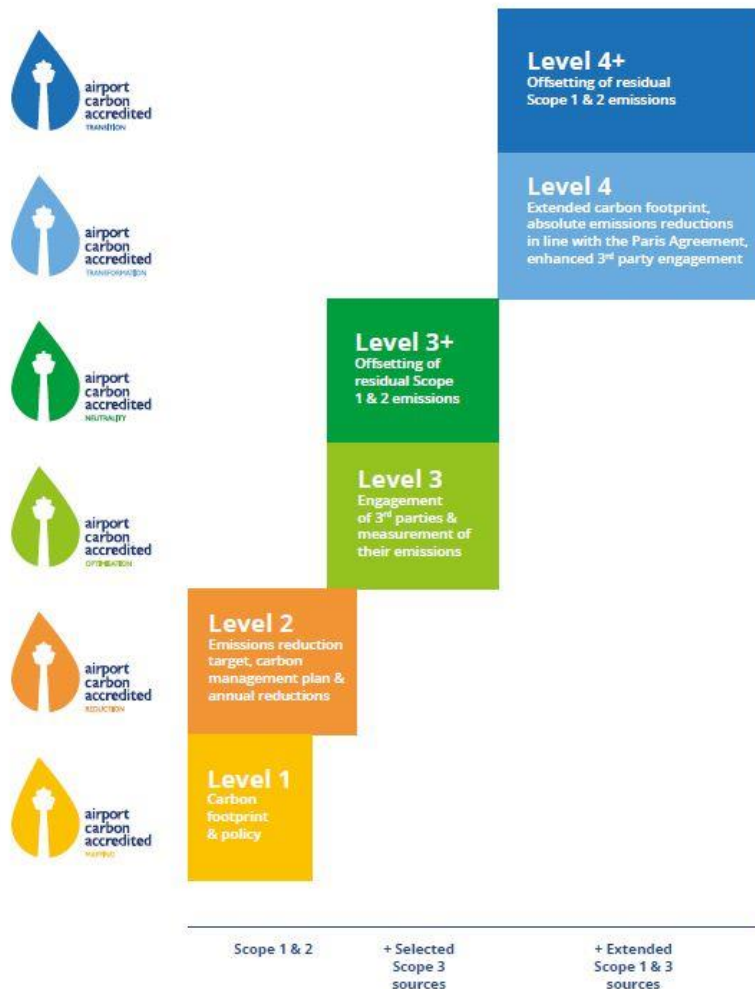 airport
carbon
accredited
TRANSITION
Level 4+
Offsetting of residual
Scope 1 & 2 emissions
airport
carbon
accredited
TRANSFORMATION
Level 4
Extended carbon footprint,
absolute emissions reductions
in line with the Paris Agreement,
enhanced 3rd party engagement
airport
carbon
accredited
NEUTRALITY
Level 3+
Offsetting of
residual Scope
1 & 2 emissions
airport
carbon
accredited
OPTIMISATION
Level 3
Engagement
of 3rd parties &
measurement of
their emissions
airport
carbon
accredited
REDUCTION
Level 2
Emissions reduction
target, carbon
management plan &
annual reductions
airport
carbon
accredited
MAPPING
Level 1
Carbon
footprint
& policy
Scope 1 & 2
+ Selected
Scope 3
sources
+ Extended
Scope 1 & 3
sources